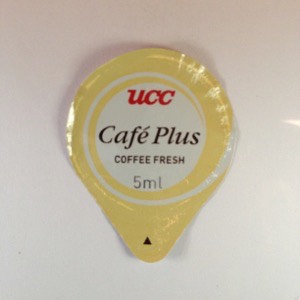 UCC
Café Plus
COFFEE FRESH
5ml